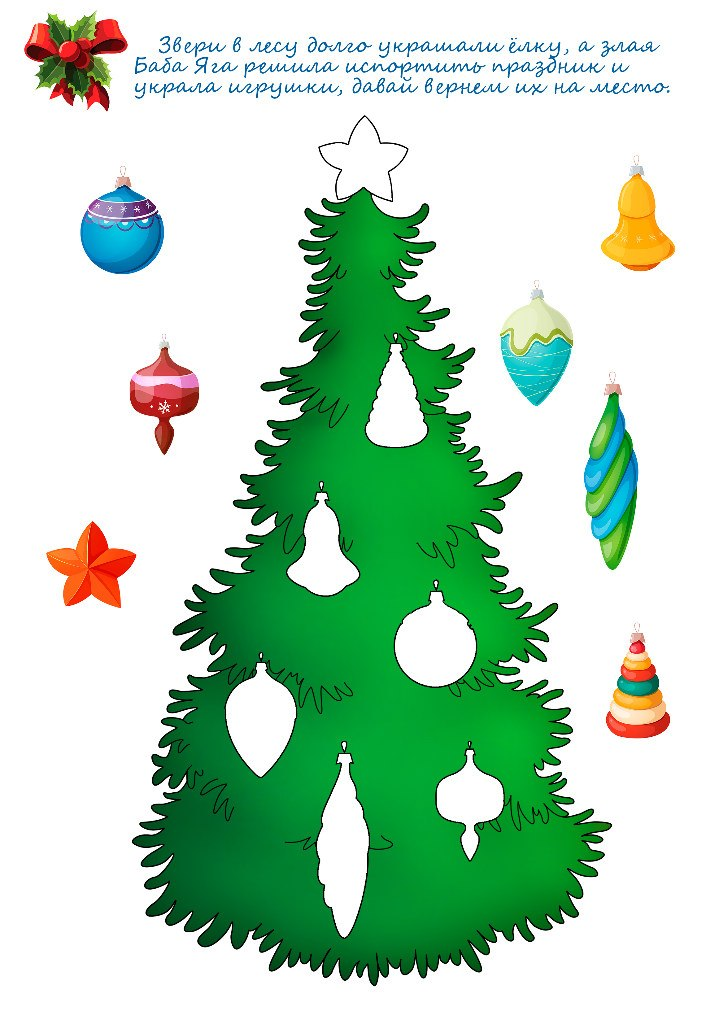 Звери в лесу долго украшали ёлку, а злая
Баба Яга решила испортить праздник и
украла игрушки, давай вернем их на место.